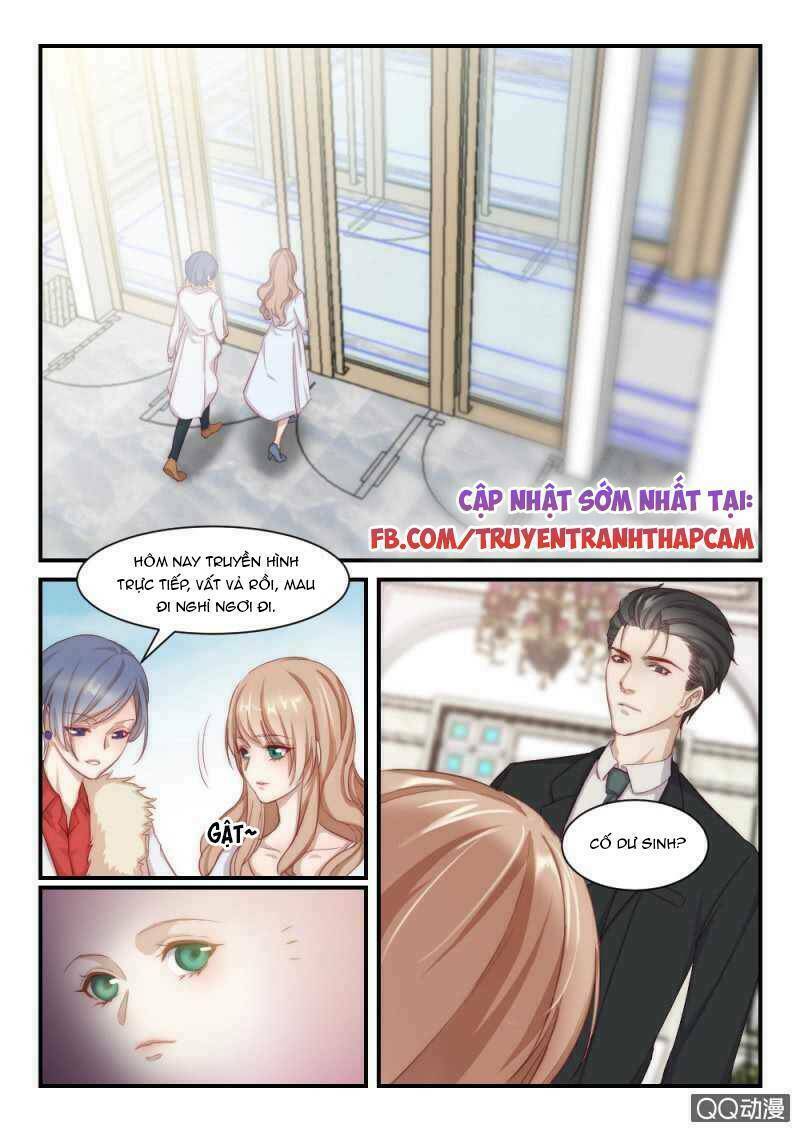 CẬP NHẬT SỚM NHẤT TẠI:
FB.COM/TRUYENTRANHTHAPCAM
HÔM NAY TRUYỀN HÌNH
TRỰC TIẾP, VẤT VẢ RỒI, MAU
ĐI NGHỈ NGƠI ĐI.
GẬT~
CỐ DƯ SINH?
QQ动漫